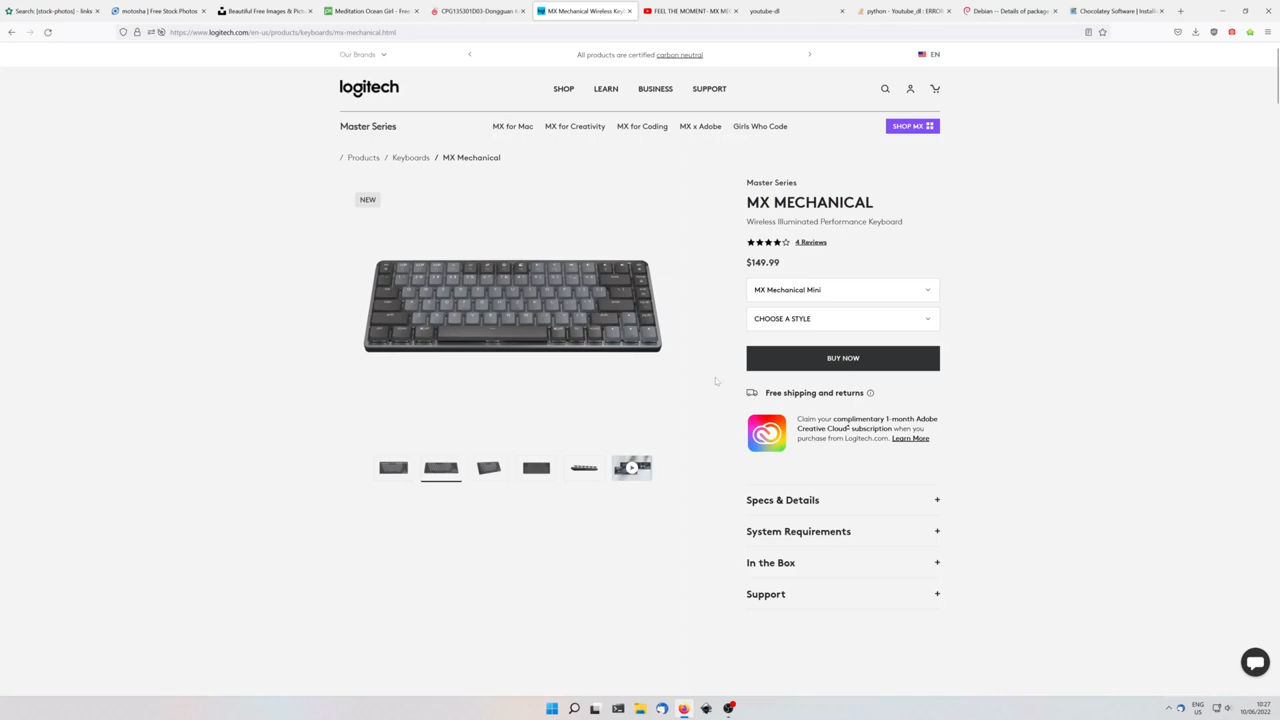 Search: [stock-photos] - links
motosha | Free Stock Photos
Beautiful Free Images & Pictu
Meditation Ocean Girl - Free
CPG135301D03-Dongguan K
MX Mechanical Wireless Keyb
FEEL THE MOMENT- MX ME
youtube-dl
python - Youtube_dl : ERROR
Debian -- Details of package
Chocolatey Software | Install
https://www.logitech.com/en-us/products/keyboards/mx-mechanical.html
Our Brands
All products are certified carbon neutral
EN
logitech
SHOP
LEARN
BUSINESS
SUPPORT
Master Series
MX for Mac
MX for Creativity
MX for Coding
MX x Adobe
Girls Who Code
SHOP MX
/ Products / Keyboards / MX Mechanical
NEW
Master Series
MX MECHANICAL
Wireless Illuminated Performance Keyboard
4 Reviews
$149.99
MX Mechanical Mini
CHOOSE A STYLE
BUY NOW
Free shipping and returns
Claim your complimentary 1-month Adobe
Creative Cloud subscription when you
purchase from Logitech.com. Learn More
Specs & Details
System Requirements
In the Box
Support
ENG
US
10:27
10/06/2022